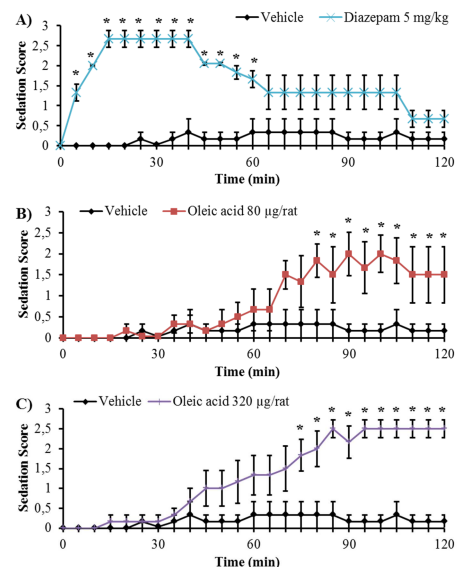 A)
Vehicle Diazepam 5 mg/kg
Sedation Score
3
2,5
2
1,5
1
0,5
0
* * * * * * * * * * * * * *
0 30 60 90 120
Time (min)
B)
Vehicle Oleic acid 80 µg/rat
Sedation Score
3
2,5
2
1,5
1
0,5
0
* * * * * * * * *
0 30 60 90 120
Time (min)
C)
Vehicle Oleic acid 320 µg/rat
Sedation Score
3
2,5
2
1,5
1
0,5
0
* * * * * * * * * *
0 30 60 90 120
Time (min)